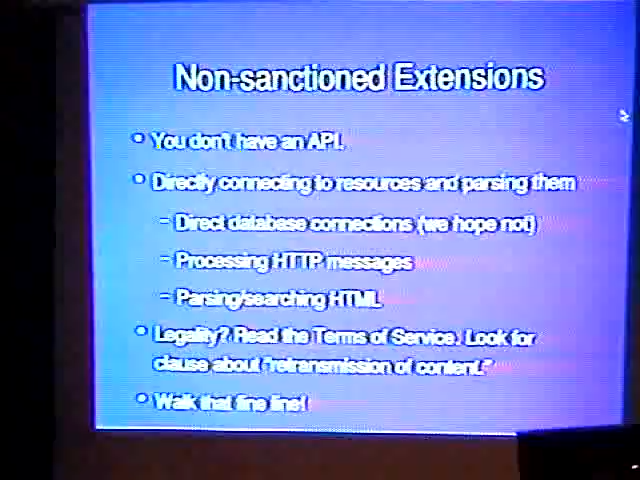 Non-sanctioned Extensions
You don't have an API.
Directly connecting to resources and parsing them
- Direct database connections (we hope not)
- Processing HTTP messages
- Parsing/searching HTML
Legality? Read the Terms of Service. Look for
clause about "retransmission of content."
Walk that fine line!